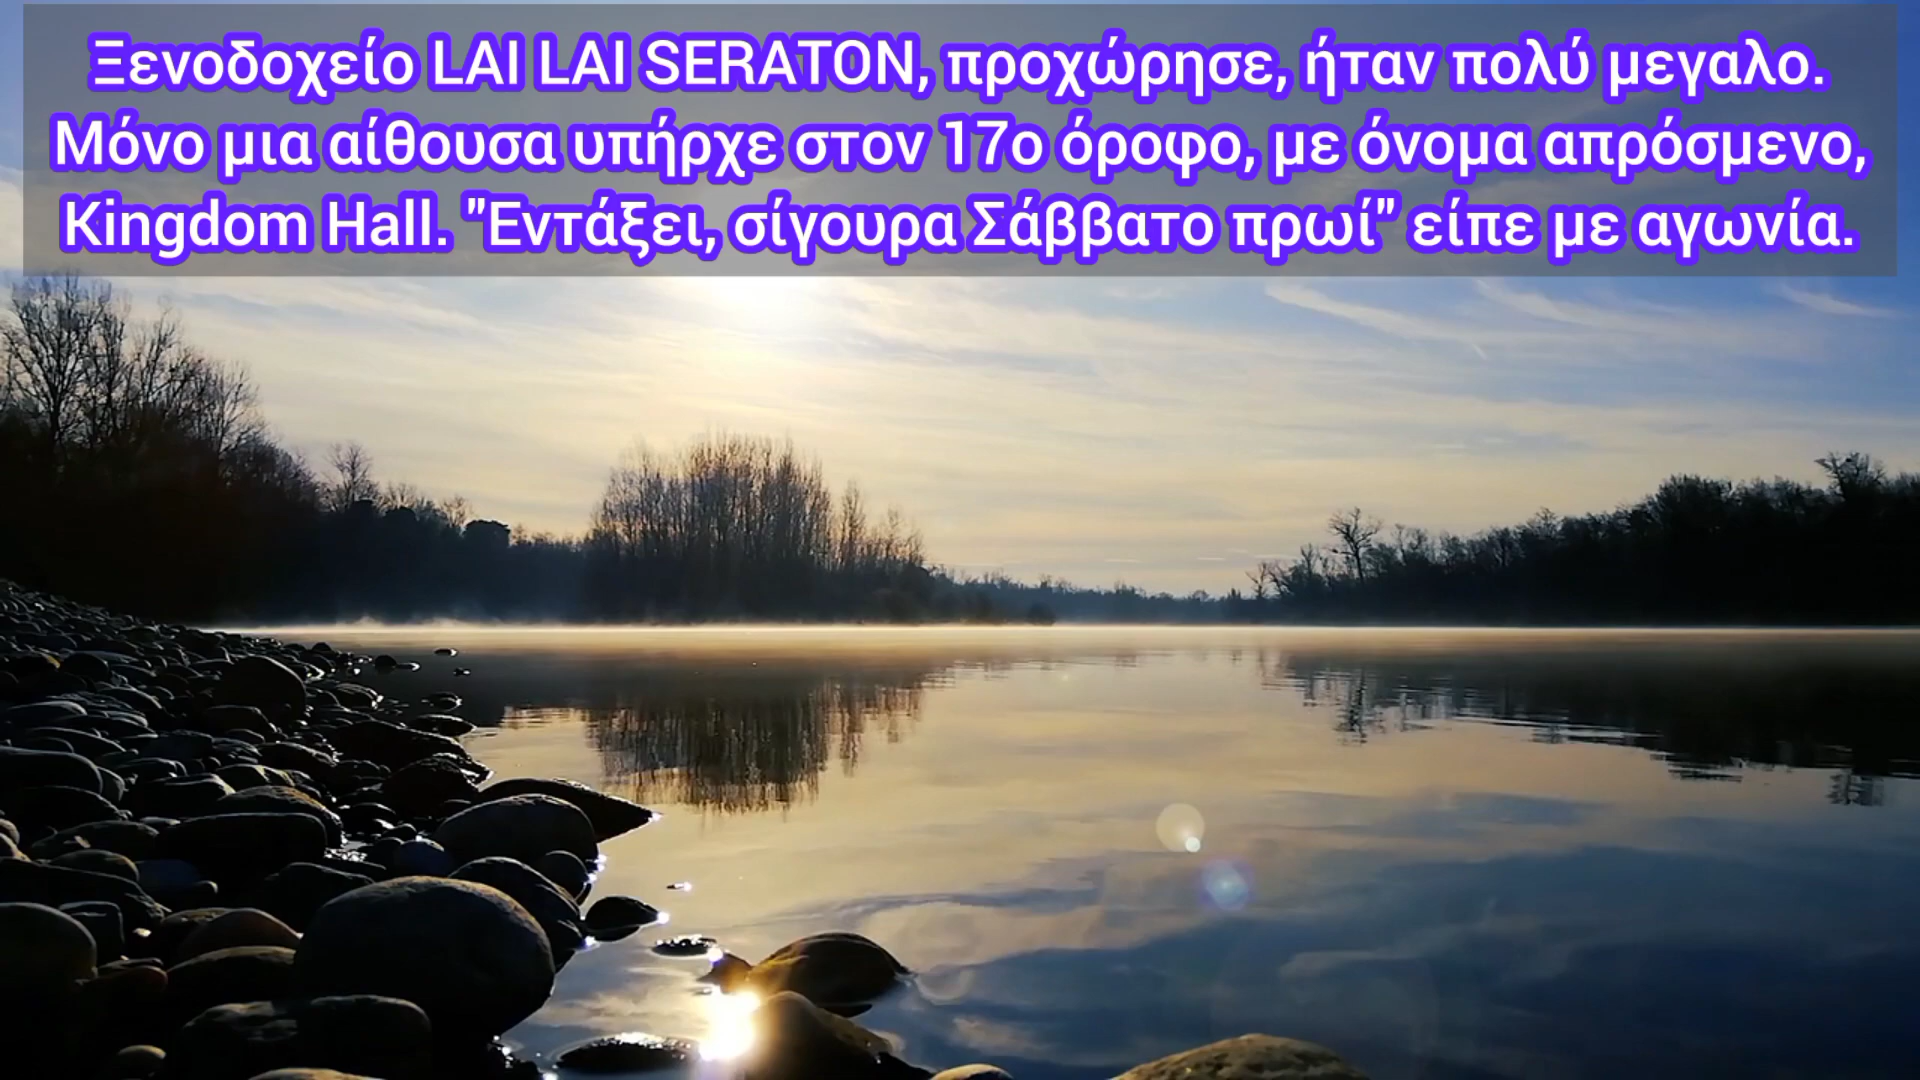 Ξενοδοχείο LAI LAI SERATON, προχώρησε, ήταν πολύ μεγαλο.
Μόνο μια αίθουσα υπήρχε στον 17ο όροφο, με όνομα απρόσμενο,
Kingdom Hall. "Εντάξει, σίγουρα Σάββατο πρωί" είπε με αγωνία.